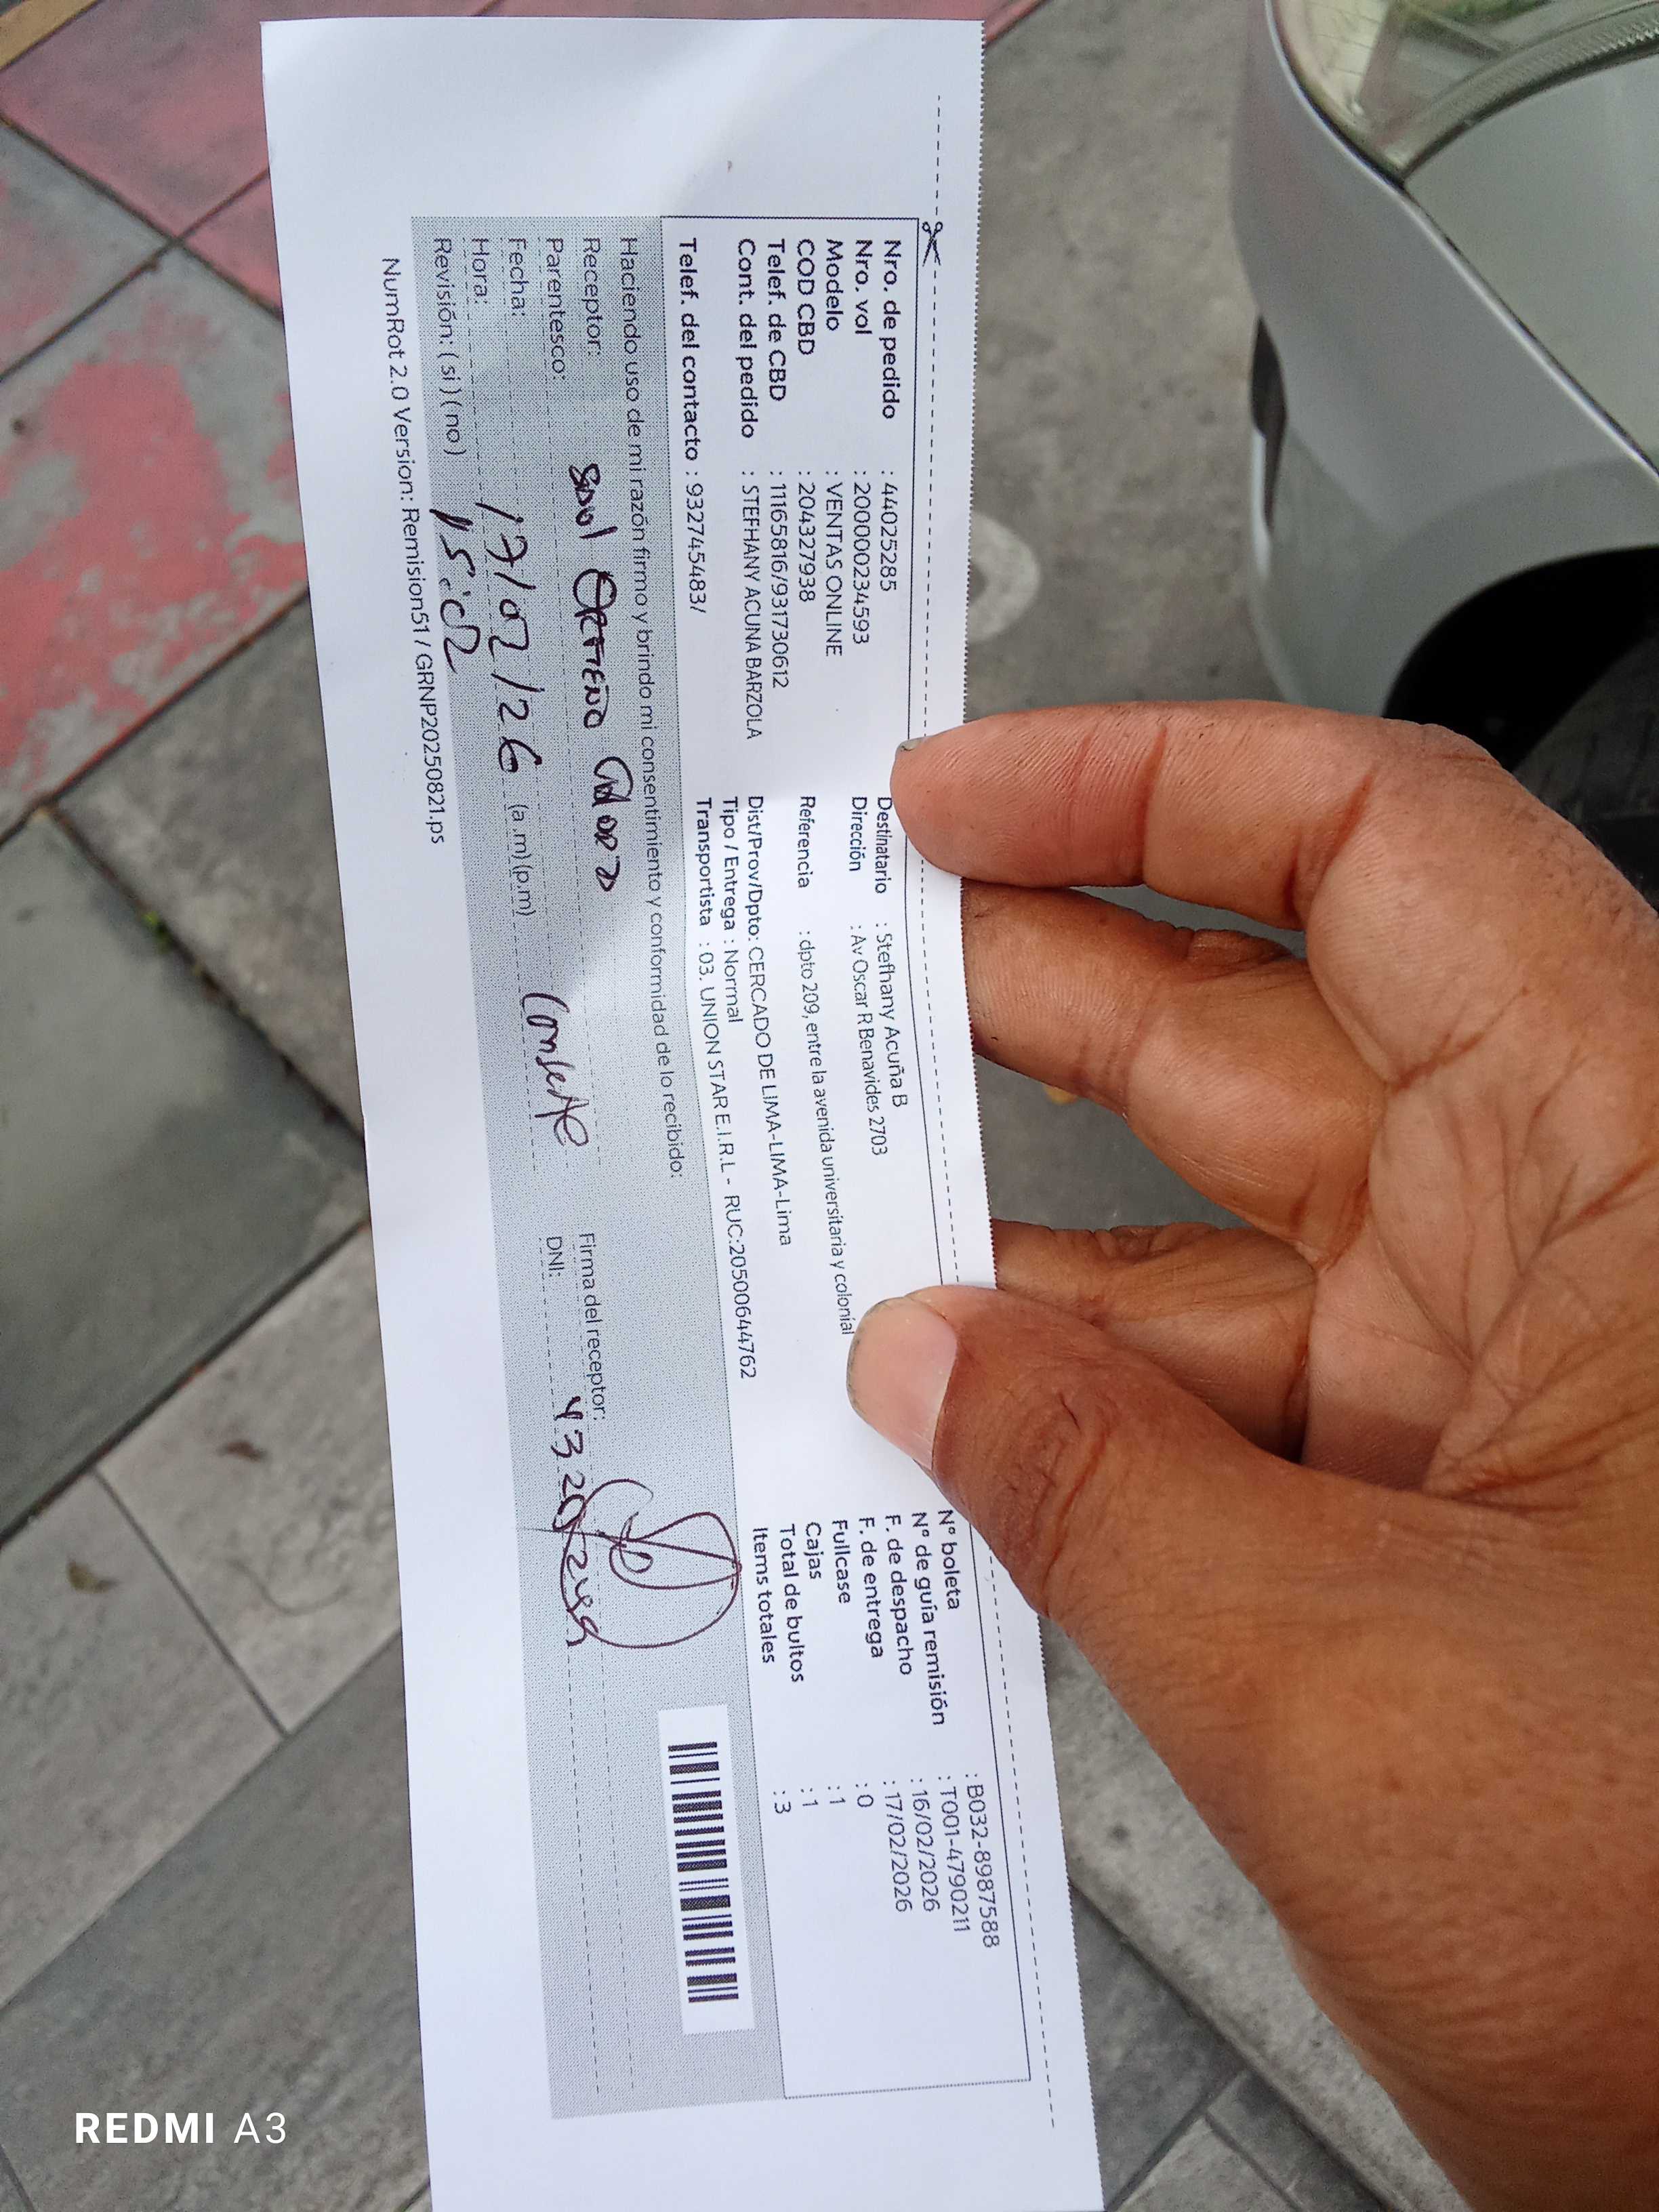 Nro. de pedido : 44025285
Nro. vol : 2000000234593
Modelo : VENTAS ONLINE
COD CBD : 204327938
Telef. de CBD : 11165816/931730612
Cont. del pedido : STEFHANY ACUNA BARZOLA
Telef. del contacto : 932745483/
Destinatario : Stefhany Acuña B
Dirección : Av Oscar R Benavides 2703
Referencia : dpto 209, entre la avenida universitaria y colonial
Dist/Prov/Dpto: CERCADO DE LIMA-LIMA-Lima
Tipo / Entrega : Normal
Transportista : 03. UNION STAR E.I.R.L - RUC:20500644762
N° boleta : B032-8987588
N° de guía remisión : T001-4790211
F. de despacho : 16/02/2026
F. de entrega : 17/02/2026
Fullcase : 0
Cajas : 1
Total de bultos : 1
Items totales : 3
Haciendo uso de mi razón firmo y brindo mi consentimiento y conformidad de lo recibido:
Receptor: Saul ORTEÑO
Parentesco:
Fecha: 17/02/26
Hora: 15:02 (a.m) (p.m)
Revisión: ( si ) ( no )
Firma del receptor:
DNI:
NumRot 2.0 Version: Remision51 / GRNP20250821.ps
REDMI A3